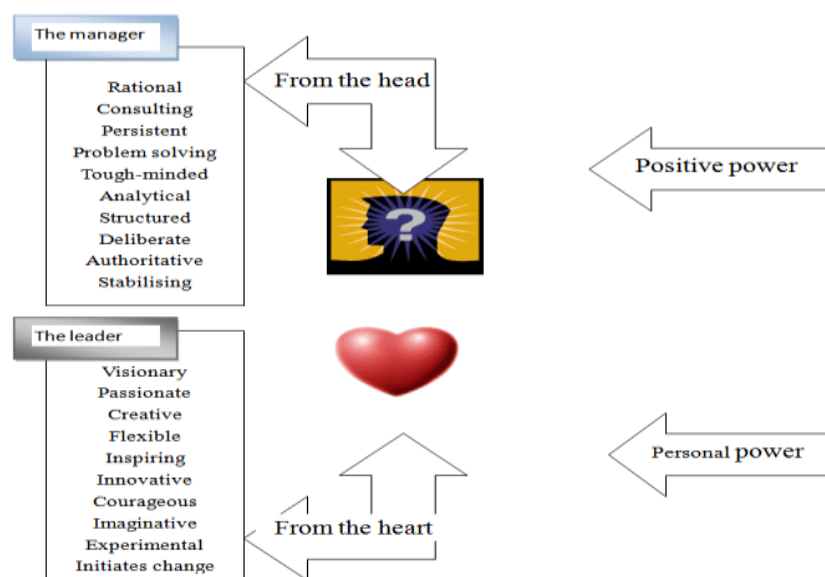 The manager
From the head
Rational
Consulting
Persistent
Problem solving
Tough-minded
Analytical
Structured
Deliberate
Authoritative
Stabilising
Positive power
?
The leader
Visionary
Passionate
Creative
Flexible
Inspiring
Innovative
Courageous
Imaginative
Experimental
Initiates change
From the heart
Personal power